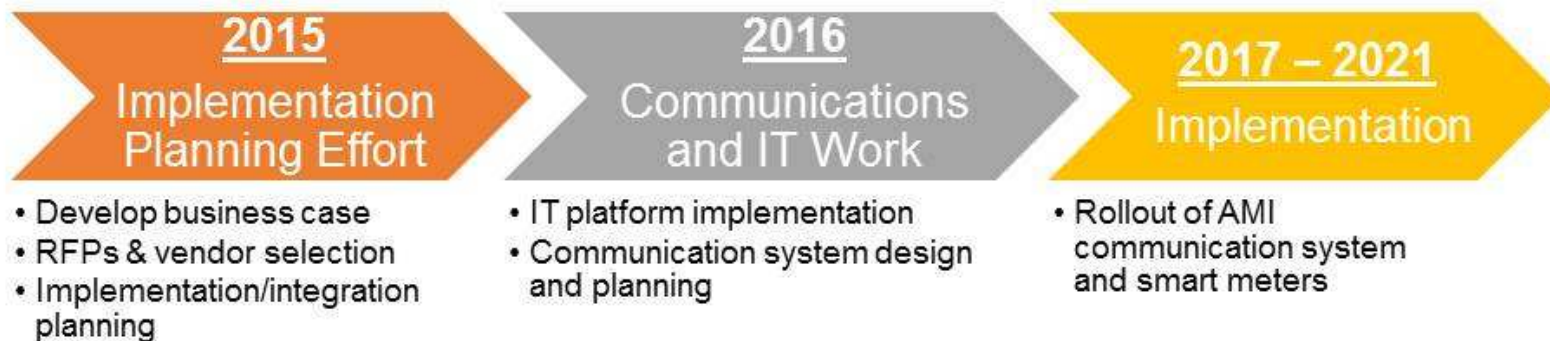 2015
Implementation
Planning Effort
• Develop business case
• RFPs & vendor selection
• Implementation/integration
planning
2016
Communications
and IT Work
• IT platform implementation
• Communication system design
and planning
2017 – 2021
Implementation
• Rollout of AMI
communication system
and smart meters